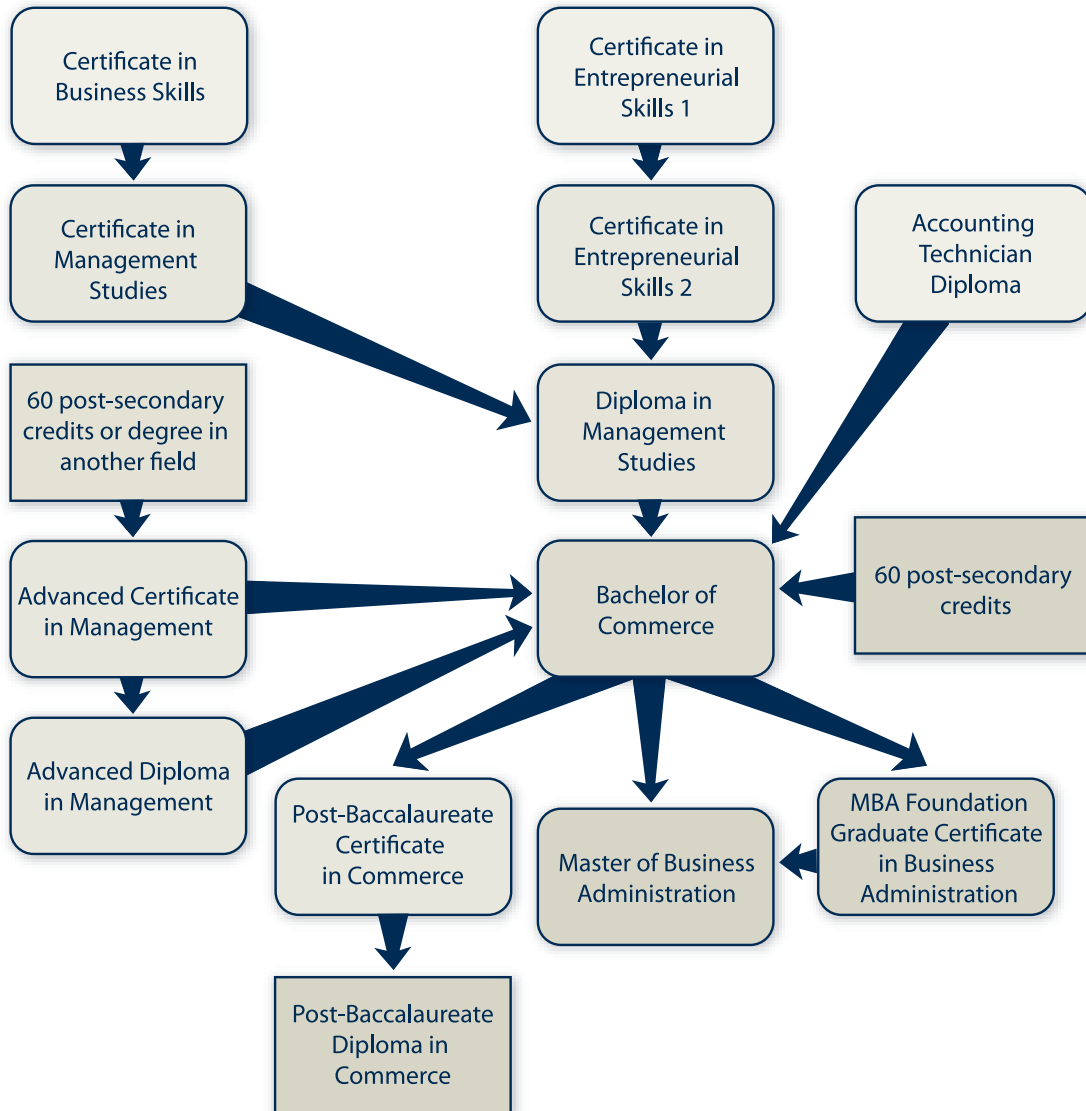 Certificate in
Business Skills
Certificate in
Entrepreneurial
Skills 1
Certificate in
Management
Studies
Certificate in
Entrepreneurial
Skills 2
Accounting
Technician
Diploma
60 post-secondary
credits or degree in
another field
Diploma in
Management
Studies
Advanced Certificate
in Management
Bachelor of
Commerce
60 post-secondary
credits
Advanced Diploma
in Management
Post-Baccalaureate
Certificate
in Commerce
Master of Business
Administration
MBA Foundation
Graduate Certificate
in Business
Administration
Post-Baccalaureate
Diploma in
Commerce